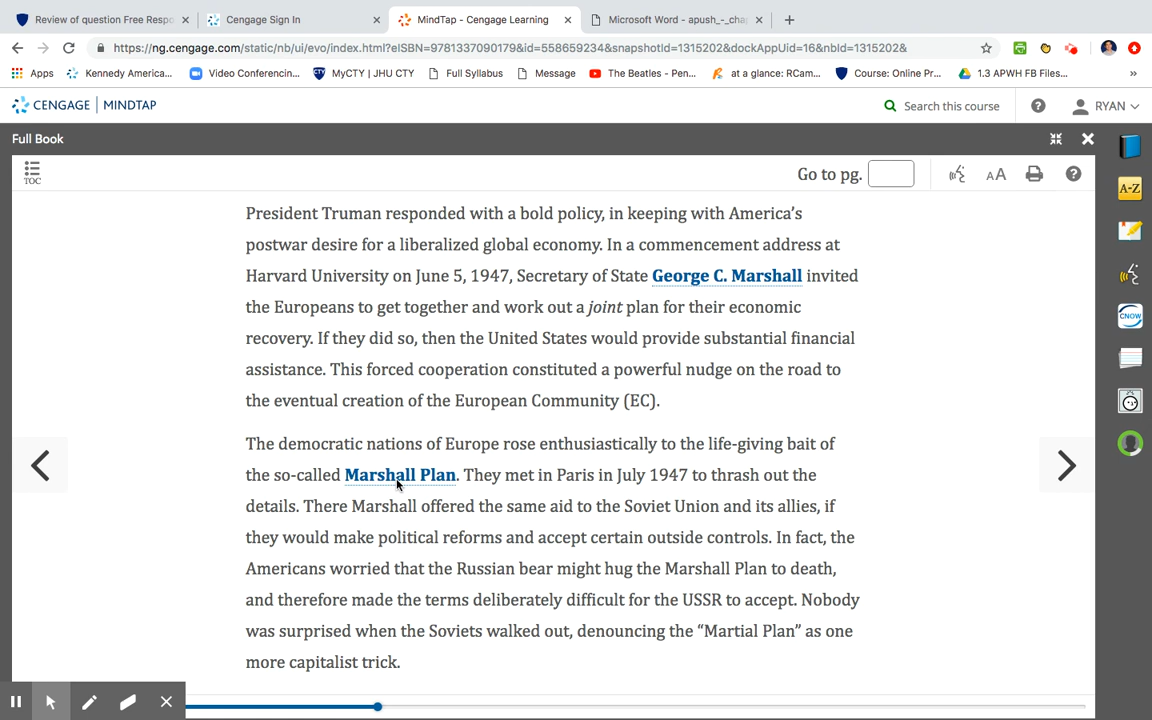 Review of question Free Respo
Cengage Sign In
MindTap - Cengage Learning
Microsoft Word - apush_-_chap
https://ng.cengage.com/static/nb/ui/evo/index.html?eISBN=9781337090179&id=558659234&snapshotId=1315202&dockAppUid=16&nbId=1315202&
Apps
Kennedy America...
Video Conferencin...
MyCTY | JHU CTY
Full Syllabus
Message
The Beatles - Pen...
at a glance: RCam...
Course: Online Pr...
1.3 APWH FB Files...
»
CENGAGE | MINDTAP
Search this course
RYAN
Full Book
A-Z
TOC
Go to pg.
AA
President Truman responded with a bold policy, in keeping with America's
postwar desire for a liberalized global economy. In a commencement address at
Harvard University on June 5, 1947, Secretary of State George C. Marshall invited
the Europeans to get together and work out a joint plan for their economic
recovery. If they did so, then the United States would provide substantial financial
assistance. This forced cooperation constituted a powerful nudge on the road to
the eventual creation of the European Community (EC).
CNOW
The democratic nations of Europe rose enthusiastically to the life-giving bait of
the so-called Marshall Plan. They met in Paris in July 1947 to thrash out the
details. There Marshall offered the same aid to the Soviet Union and its allies, if
they would make political reforms and accept certain outside controls. In fact, the
Americans worried that the Russian bear might hug the Marshall Plan to death,
and therefore made the terms deliberately difficult for the USSR to accept. Nobody
was surprised when the Soviets walked out, denouncing the “Martial Plan” as one
more capitalist trick.